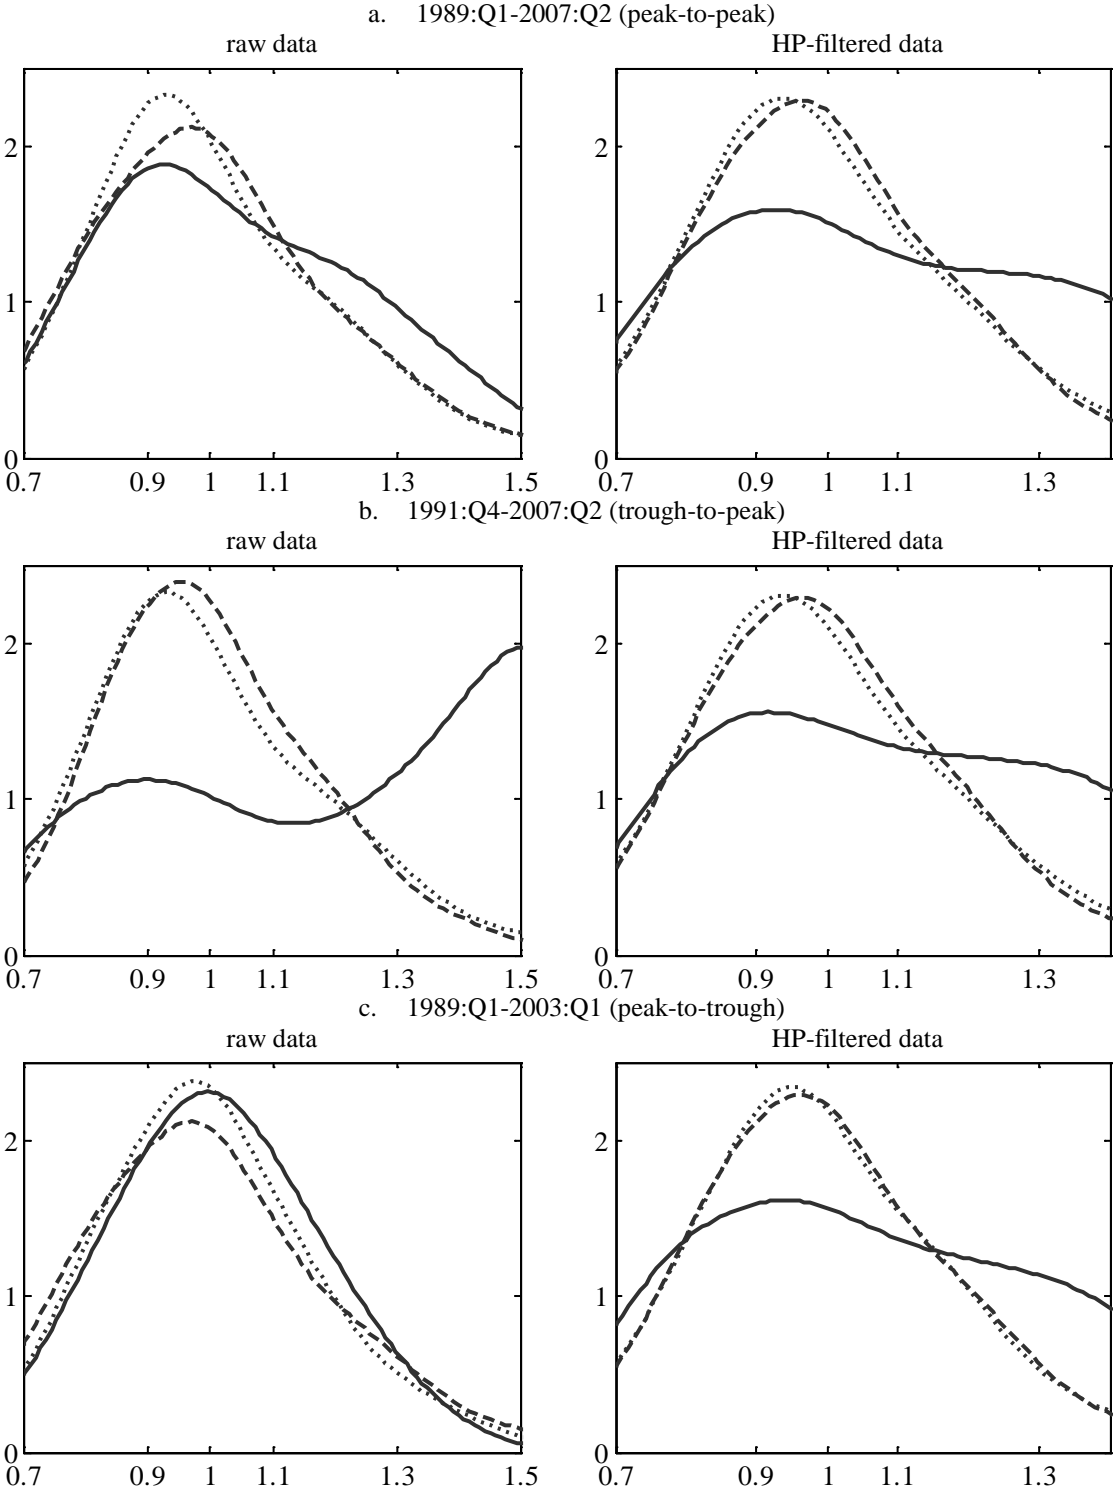 a. 1989:Q1-2007:Q2 (peak-to-peak)
raw data HP-filtered data
2 2
1 1
0 0
0.7 0.9 1 1.1 1.3 1.5 0.7 0.9 1 1.1 1.3
b. 1991:Q4-2007:Q2 (trough-to-peak)
raw data HP-filtered data
2 2
1 1
0 0
0.7 0.9 1 1.1 1.3 1.5 0.7 0.9 1 1.1 1.3
c. 1989:Q1-2003:Q1 (peak-to-trough)
raw data HP-filtered data
2 2
1 1
0 0
0.7 0.9 1 1.1 1.3 1.5 0.7 0.9 1 1.1 1.3